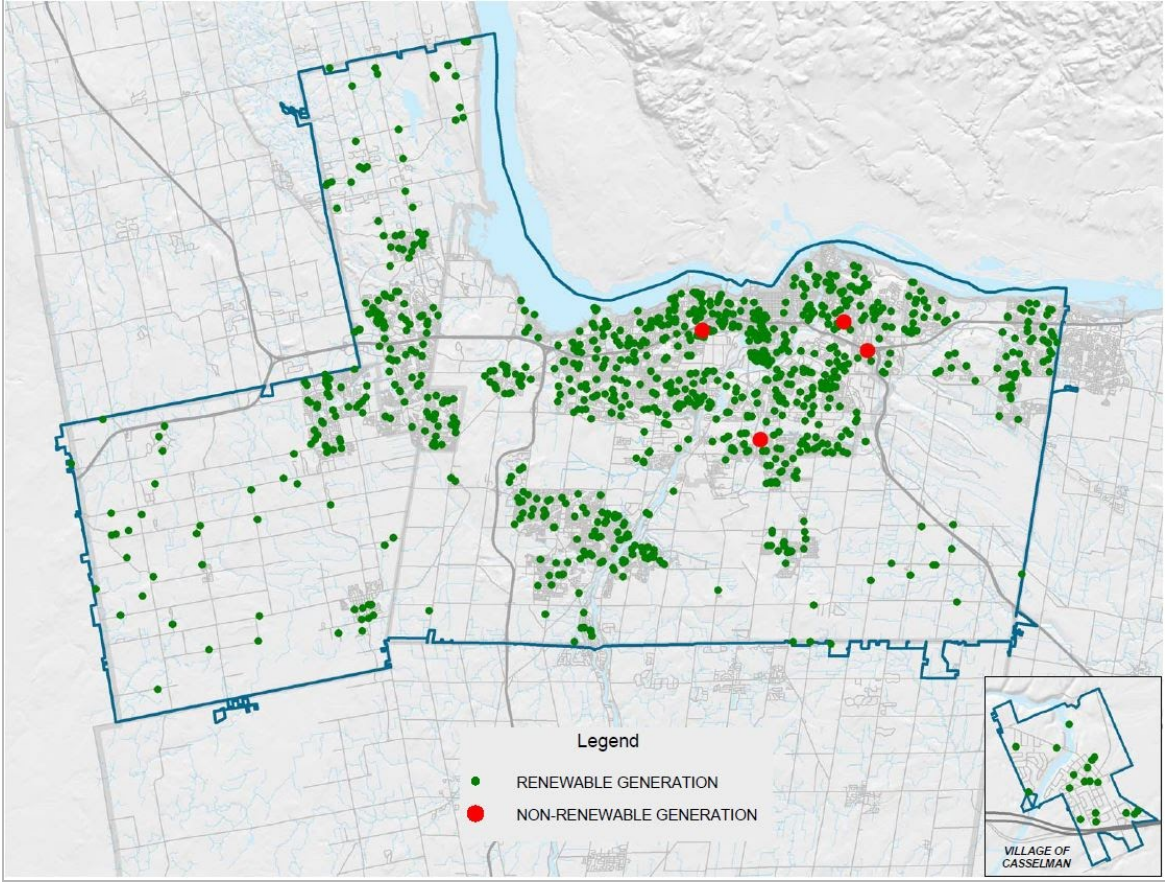 Legend
RENEWABLE GENERATION
NON-RENEWABLE GENERATION
VILLAGE OF
CASSELMAN